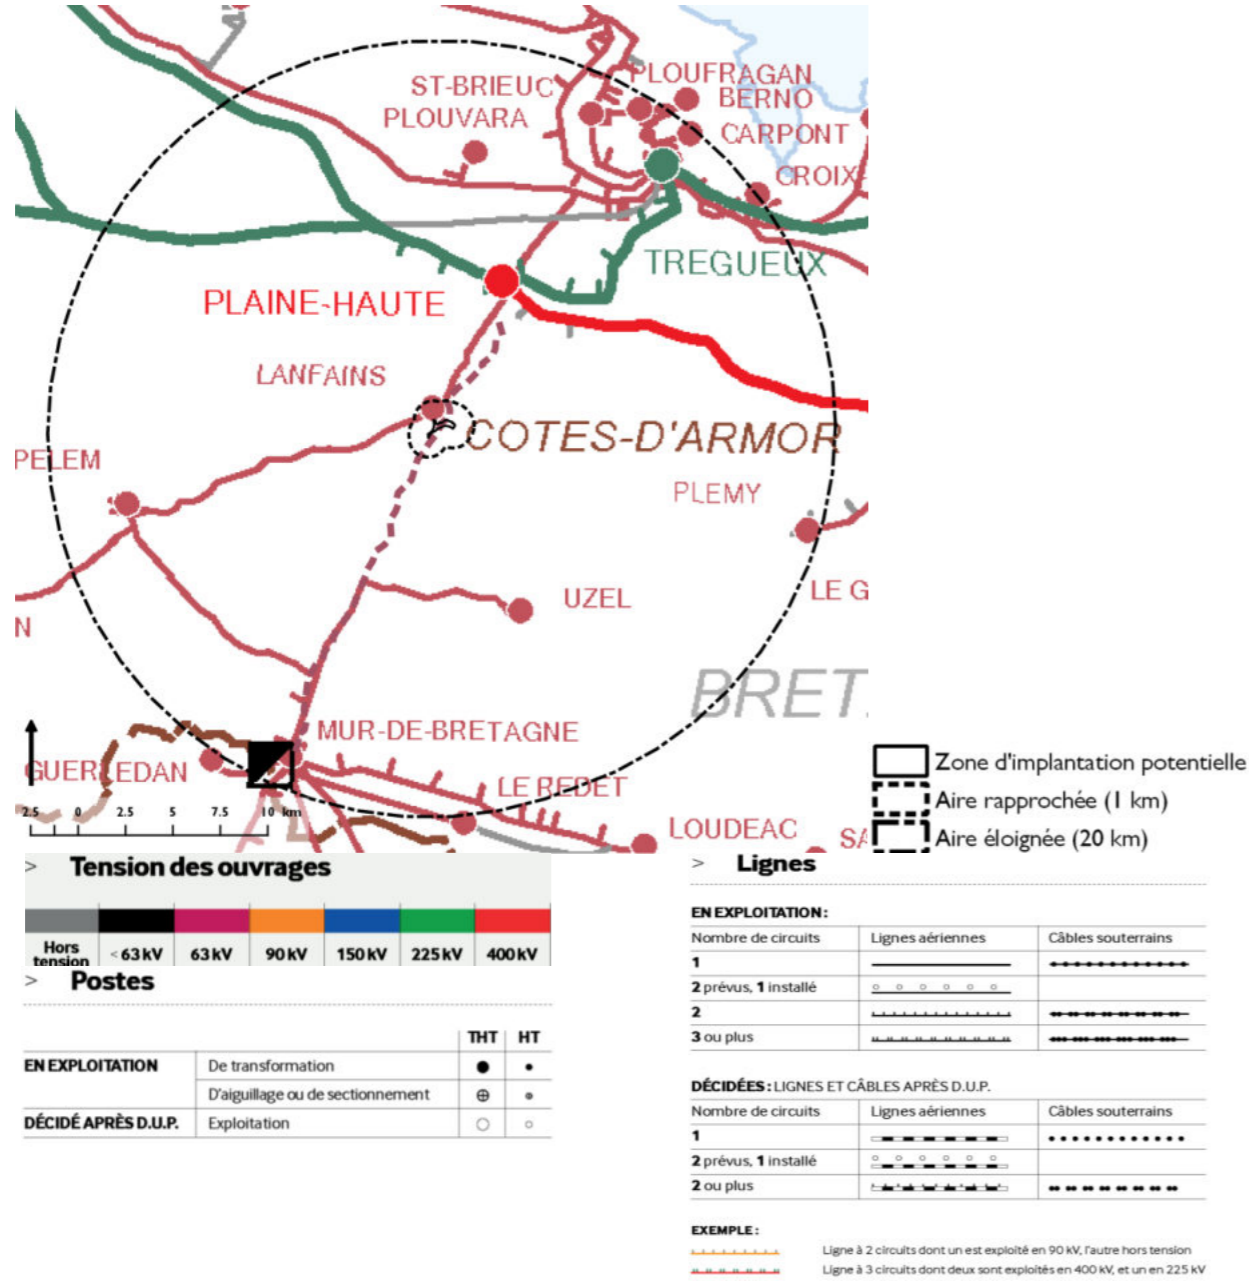 PLOUFRAGAN
ST-BRIEUC
BERNO
PLOUVARA
CARPONT
CROIX-
TREGUEUX
PLAINE-HAUTE
LANFAINS
COTES-D'ARMOR
PELEM
PLEMY
UZEL
LE G
N
BRET.
MUR-DE-BRETAGNE
GUERLEDAN
LE REDET
LOUDEAC
SA
2.5 0 2.5 5 7.5 10 km
Zone d'implantation potentielle
Aire rapprochée (1 km)
Aire éloignée (20 km)
> Tension des ouvrages
Hors tension
< 63 kV
63 kV
90 kV
150 kV
225 kV
400 kV
> Postes
THT HT
EN EXPLOITATION De transformation
D'aiguillage ou de sectionnement
DÉCIDÉ APRÈS D.U.P. Exploitation
> Lignes
EN EXPLOITATION :
Nombre de circuits Lignes aériennes Câbles souterrains
1
2 prévus, 1 installé
2
3 ou plus
DÉCIDÉES : LIGNES ET CÂBLES APRÈS D.U.P.
Nombre de circuits Lignes aériennes Câbles souterrains
1
2 prévus, 1 installé
2 ou plus
EXEMPLE :
Ligne à 2 circuits dont un est exploité en 90 kV, l'autre hors tension
Ligne à 3 circuits dont deux sont exploités en 400 kV, et un en 225 kV